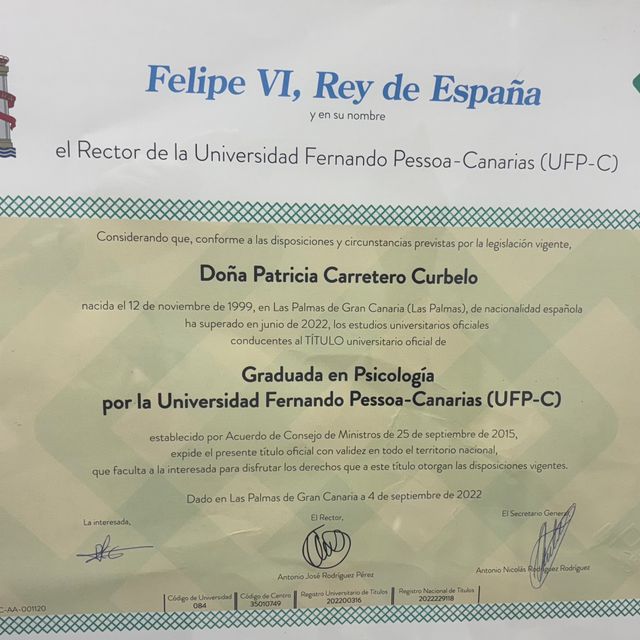 Felipe VI, Rey de España
y en su nombre
el Rector de la Universidad Fernando Pessoa-Canarias (UFP-C)
Considerando que, conforme a las disposiciones y circunstancias previstas por la legislación vigente,
Doña Patricia Carretero Curbelo
nacida el 12 de noviembre de 1999, en Las Palmas de Gran Canaria (Las Palmas), de nacionalidad española
ha superado en junio de 2022, los estudios universitarios oficiales
conducentes al TÍTULO universitario oficial de
Graduada en Psicología
por la Universidad Fernando Pessoa-Canarias (UFP-C)
establecido por Acuerdo de Consejo de Ministros de 25 de septiembre de 2015,
expide el presente título oficial con validez en todo el territorio nacional,
que faculta a la interesada para disfrutar los derechos que a este título otorgan las disposiciones vigentes.
Dado en Las Palmas de Gran Canaria a 4 de septiembre de 2022
La interesada,
El Rector,
El Secretario General,
Antonio José Rodríguez Pérez
Antonio Nicolás Rodríguez Rodríguez
C-AA-001120
Código de Universidad
084
Código de Centro
35010749
Registro Universitario de Títulos
202200316
Registro Nacional de Títulos
2022229118